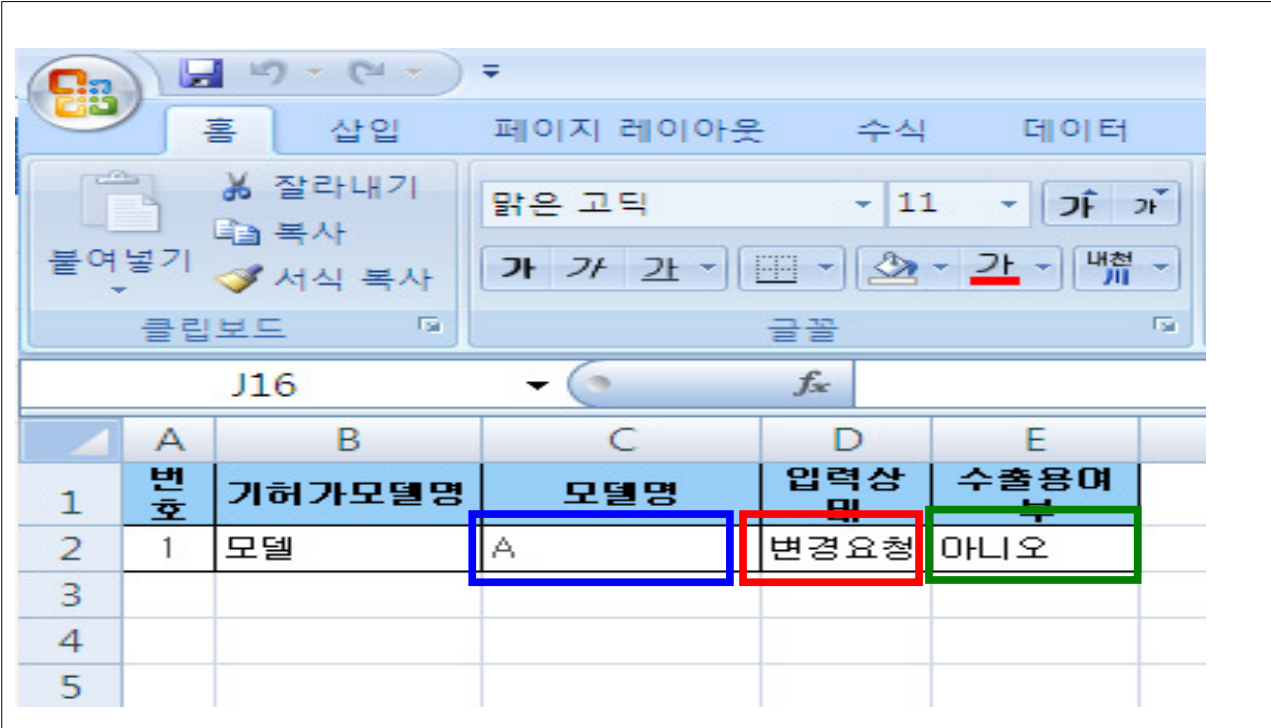 홈 삽입 페이지 레이아웃 수식 데이터
잘라내기
복사
서식 복사
붙여넣기
클립보드
맑은 고딕 11 가 가
가 가 가 가 내천 川
글꼴
J16 fx
A B C D E
1 번호 기허가모델명 모델명 입력상태 수출용여부
2 1 모델 A 변경요청 아니오
3
4
5